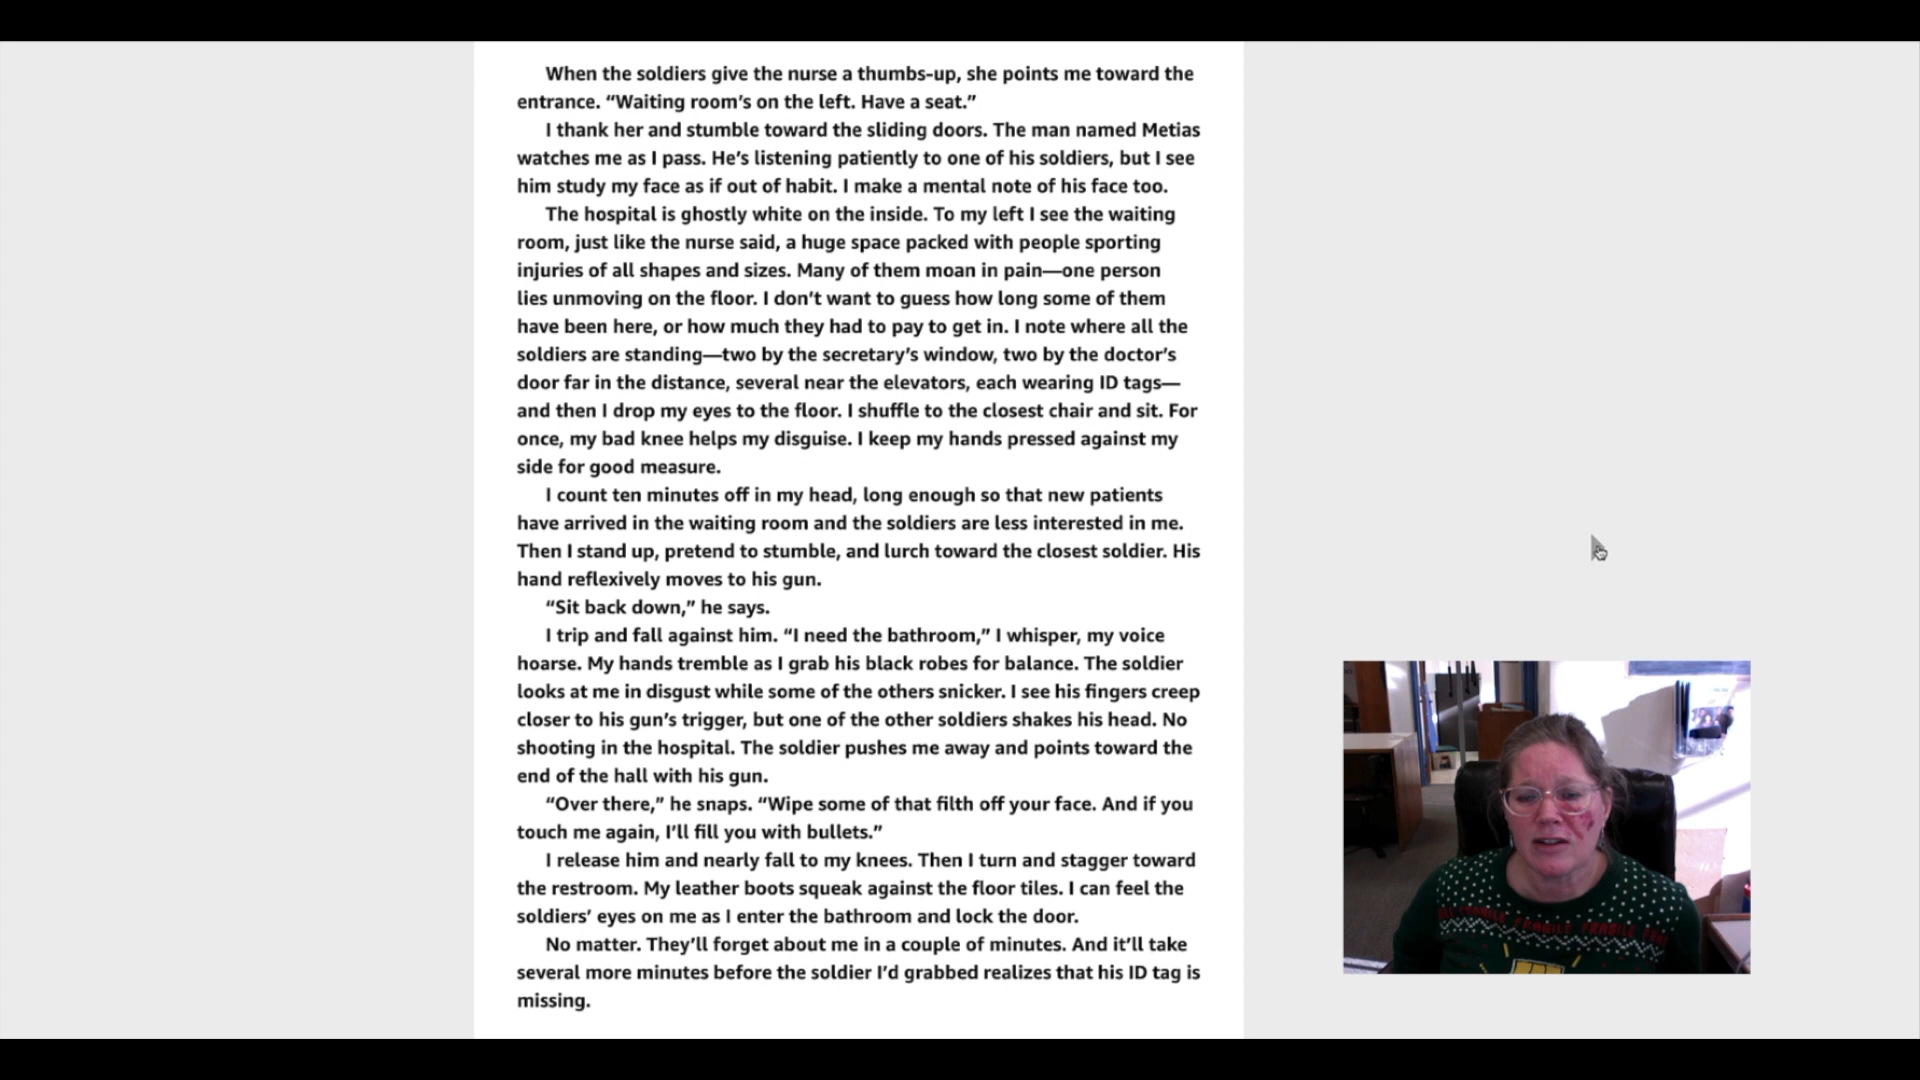 When the soldiers give the nurse a thumbs-up, she points me toward the
entrance. “Waiting room’s on the left. Have a seat.”
I thank her and stumble toward the sliding doors. The man named Metias
watches me as I pass. He’s listening patiently to one of his soldiers, but I see
him study my face as if out of habit. I make a mental note of his face too.
The hospital is ghostly white on the inside. To my left I see the waiting
room, just like the nurse said, a huge space packed with people sporting
injuries of all shapes and sizes. Many of them moan in pain—one person
lies unmoving on the floor. I don’t want to guess how long some of them
have been here, or how much they had to pay to get in. I note where all the
soldiers are standing—two by the secretary’s window, two by the doctor’s
door far in the distance, several near the elevators, each wearing ID tags—
and then I drop my eyes to the floor. I shuffle to the closest chair and sit. For
once, my bad knee helps my disguise. I keep my hands pressed against my
side for good measure.
I count ten minutes off in my head, long enough so that new patients
have arrived in the waiting room and the soldiers are less interested in me.
Then I stand up, pretend to stumble, and lurch toward the closest soldier. His
hand reflexively moves to his gun.
“Sit back down,” he says.
I trip and fall against him. “I need the bathroom,” I whisper, my voice
hoarse. My hands tremble as I grab his black robes for balance. The soldier
looks at me in disgust while some of the others snicker. I see his fingers creep
closer to his gun’s trigger, but one of the other soldiers shakes his head. No
shooting in the hospital. The soldier pushes me away and points toward the
end of the hall with his gun.
“Over there,” he snaps. “Wipe some of that filth off your face. And if you
touch me again, I’ll fill you with bullets.”
I release him and nearly fall to my knees. Then I turn and stagger toward
the restroom. My leather boots squeak against the floor tiles. I can feel the
soldiers’ eyes on me as I enter the bathroom and lock the door.
No matter. They’ll forget about me in a couple of minutes. And it’ll take
several more minutes before the soldier I’d grabbed realizes that his ID tag is
missing.
FRAGILE FRAGILE